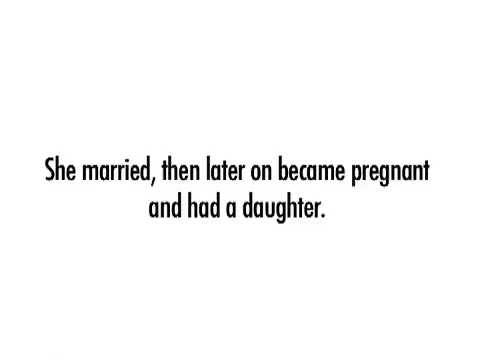 She married, then later on became pregnant
and had a daughter.